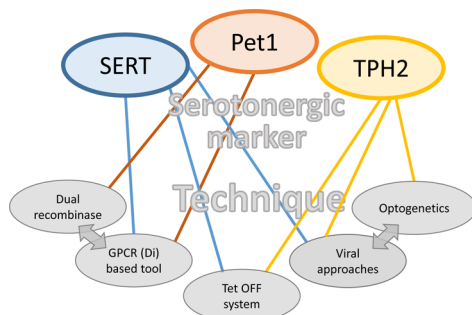 Pet1
SERT
TPH2
Serotonergic
marker
Technique
Dual
recombinase
Optogenetics
GPCR (Di)
based tool
Viral
approaches
Tet OFF
system